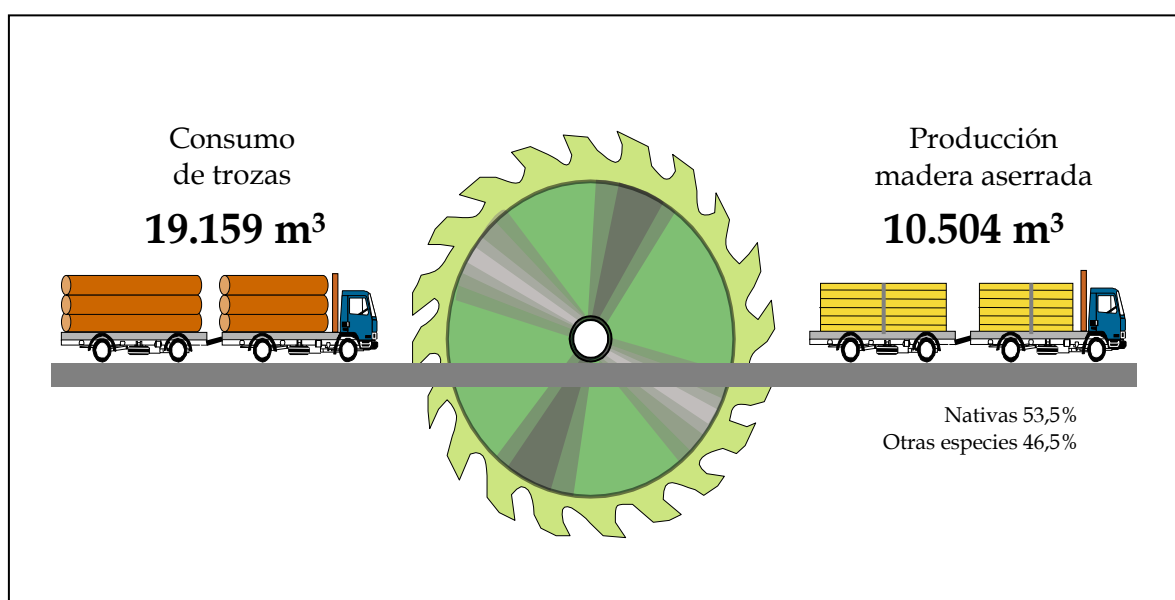 Consumo
de trozas
19.159 m³
Producción
madera aserrada
10.504 m³
Nativas 53,5%
Otras especies 46,5%